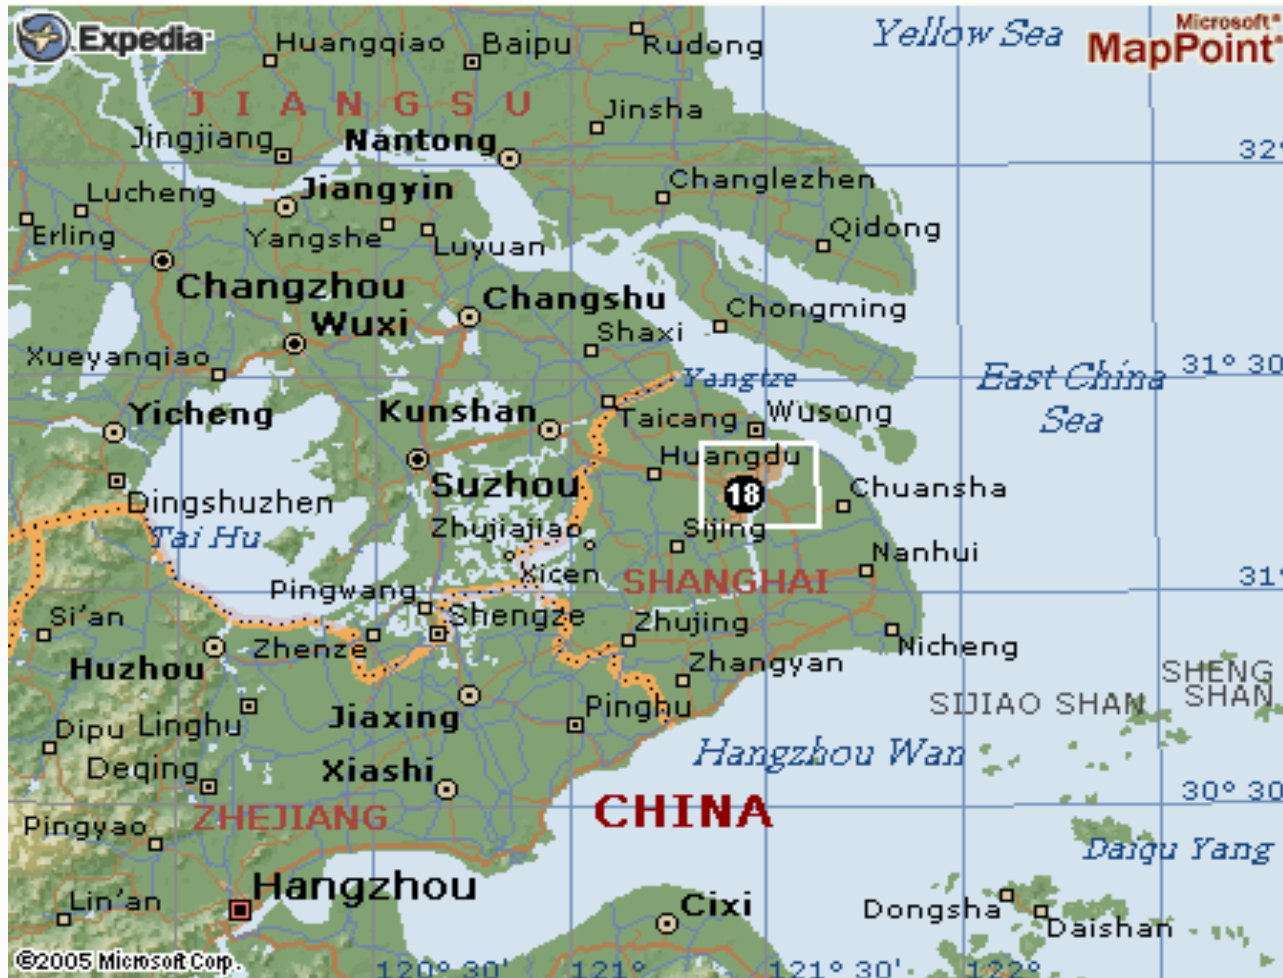 Expedia
Huangqiao
Baipu
Rudong
Yellow Sea
Microsoft®
MapPoint®
JIANGSU
Jinsha
Jingjiang
Nantong
32°
Lucheng
Jiangyin
Changlezhen
Erling
Yangshe
Luyuan
Qidong
Changzhou
Changshu
Chongming
Wuxi
Shaxi
Xueyanqiao
Yangtze
East China
Sea
31° 30
Yicheng
Kunshan
Taicang
Wusong
Huangdu
Suzhou
18
Chuansha
Dingshuzhen
Tai Hu
Zhujiajiao
Sijing
Nanhui
Xicen
SHANGHAI
31°
Pingwang
Si'an
Shengze
Zhujing
Zhenze
Nicheng
Huzhou
Zhangyan
SHENG
SHAN
SIJIAO SHAN
Dipu
Linghu
Jiaxing
Pinghu
Hangzhou Wan
Deqing
Xiashi
30° 30
ZHEJIANG
CHINA
Pingyao
Daiqu Yang
Hangzhou
Lin'an
Cixi
Dongsha
Daishan
©2005 Microsoft Corp.
120° 30'
121°
121° 30'
122°